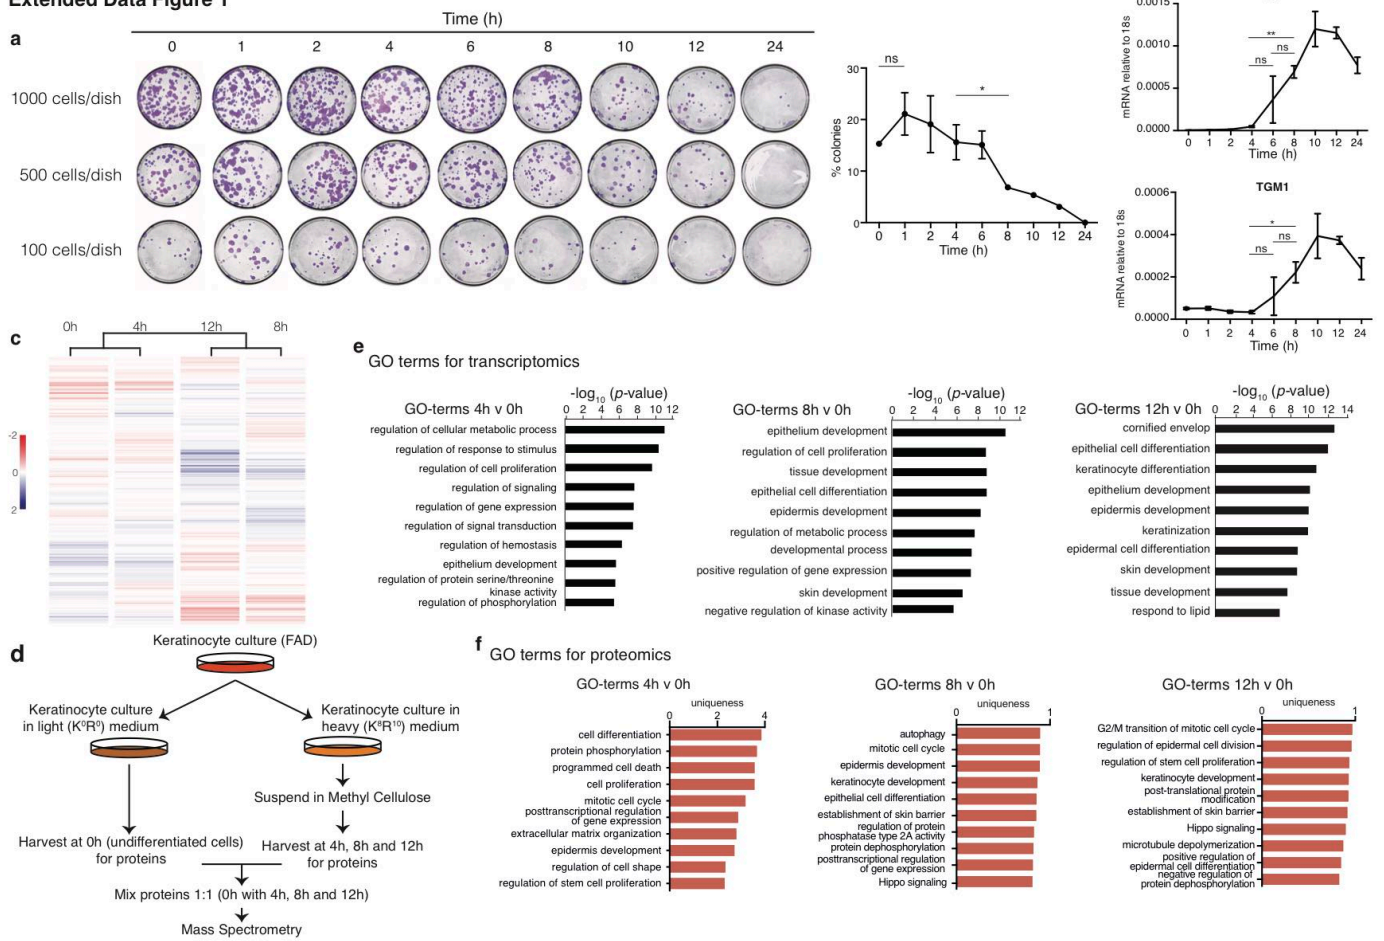 Extended Data Figure 1
a
Time (h)
0 1 2 4 6 8 10 12 24
1000 cells/dish
500 cells/dish
100 cells/dish
% colonies
30
20
10
0
ns
*
0 1 2 4 6 8 10 12 24
Time (h)
mRNA relative to 18s
0.0015
0.0010
0.0005
0.0000
**
ns
ns
0 1 2 4 6 8 10 12 24
Time (h)
TGM1
mRNA relative to 18s
0.0006
0.0004
0.0002
0.0000
*
ns
ns
0 1 2 4 6 8 10 12 24
Time (h)
c
0h 4h 12h 8h
-2
0
2
d
Keratinocyte culture (FAD)
Keratinocyte culture
in light (K⁰R⁰) medium
Keratinocyte culture in
heavy (K⁸R¹⁰) medium
Suspend in Methyl Cellulose
Harvest at 0h (undifferentiated cells)
for proteins
Harvest at 4h, 8h and 12h
for proteins
Mix proteins 1:1 (0h with 4h, 8h and 12h)
Mass Spectrometry
e
GO terms for transcriptomics
GO-terms 4h v 0h
-log₁₀ (p-value)
0 2 4 6 8 10 12
regulation of cellular metabolic process
regulation of response to stimulus
regulation of cell proliferation
regulation of signaling
regulation of gene expression
regulation of signal transduction
regulation of hemostasis
epithelium development
regulation of protein serine/threonine
kinase activity
regulation of phosphorylation
GO-terms 8h v 0h
-log₁₀ (p-value)
0 2 4 6 8 10 12
epithelium development
regulation of cell proliferation
tissue development
epithelial cell differentiation
epidermis development
regulation of metabolic process
developmental process
positive regulation of gene expression
skin development
negative regulation of kinase activity
GO-terms 12h v 0h
-log₁₀ (p-value)
0 2 4 6 8 10 12 14
cornified envelop
epithelial cell differentiation
keratinocyte differentiation
epithelium development
epidermis development
keratinization
epidermal cell differentiation
skin development
tissue development
respond to lipid
f
GO terms for proteomics
GO-terms 4h v 0h
uniqueness
0 2 4
cell differentiation
protein phosphorylation
programmed cell death
cell proliferation
mitotic cell cycle
posttranscriptional regulation
of gene expression
extracellular matrix organization
epidermis development
regulation of cell shape
regulation of stem cell proliferation
GO-terms 8h v 0h
uniqueness
0 1
autophagy
mitotic cell cycle
epidermis development
keratinocyte development
epithelial cell differentiation
establishment of skin barrier
regulation of protein
phosphatase type 2A activity
protein dephosphorylation
posttranscriptional regulation
of gene expression
Hippo signaling
GO-terms 12h v 0h
uniqueness
0 1
G2/M transition of mitotic cell cycle
regulation of epidermal cell division
regulation of stem cell proliferation
keratinocyte development
post-translational protein
modification
establishment of skin barrier
Hippo signaling
microtubule depolymerization
positive regulation of
epidermal cell differentiation
negative regulation of
protein dephosphorylation